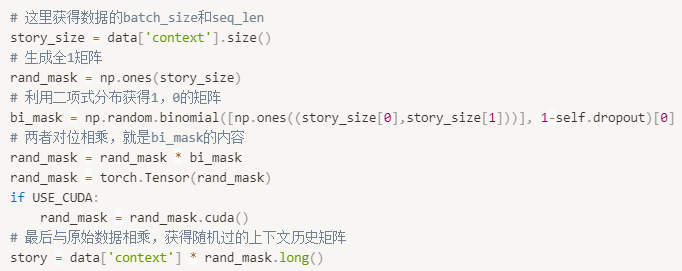 # 这里获得数据的batch_size和seq_len
story_size = data['context'].size()
# 生成全1矩阵
rand_mask = np.ones(story_size)
# 利用二项式分布获得1，0的矩阵
bi_mask = np.random.binomial([np.ones((story_size[0],story_size[1]))], 1-self.dropout)[0]
# 两者对位相乘，就是bi_mask的内容
rand_mask = rand_mask * bi_mask
rand_mask = torch.Tensor(rand_mask)
if USE_CUDA:
    rand_mask = rand_mask.cuda()
# 最后与原始数据相乘，获得随机过的上下文历史矩阵
story = data['context'] * rand_mask.long()